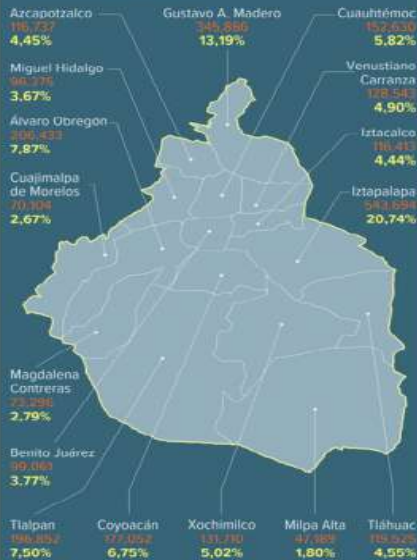 Azcapotzalco
116,737
4,45%
Gustavo A. Madero
345,886
13,19%
Cuauhtémoc
152,630
5.82%
Miguel Hidalgo
96,275
3.67%
Venustiano
Carranza
128,543
4,90%
Álvaro Obregón
206,433
7,87%
Iztacalco
116,413
4,44%
Cuajimalpa
de Morelos
70,104
2,67%
Iztapalapa
543,694
20,74%
Magdalena
Contreras
73,296
2,79%
Benito Juárez
99,061
3.77%
Tlalpan
196,852
7,50%
Coyoacán
177,052
6,75%
Xochimilco
131,710
5,02%
Milpa Alta
47,189
1,80%
Tláhuac
119,525
4,55%